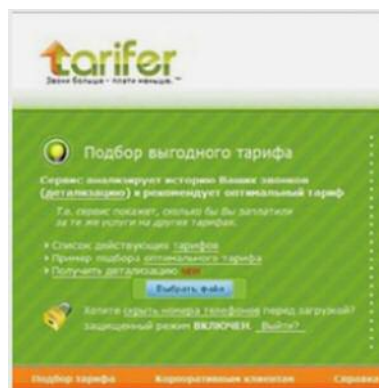 tarifer
Звони больше - плати меньше.™
Подбор выгодного тарифа
Сервис анализирует историю Ваших звонков
(детализацию) и рекомендует оптимальный тариф
Т.е. сервис покажет, сколько бы Вы заплатили
за те же услуги на других тарифах.
Список действующих тарифов
Пример подбора оптимального тарифа
Получить детализацию
Выбрать файл
Хотите скрыть номера телефонов перед загрузкой?
защищенный режим ВКЛЮЧЕН. Выйти?
Подбор тарифа Корпоративным клиентам Справка